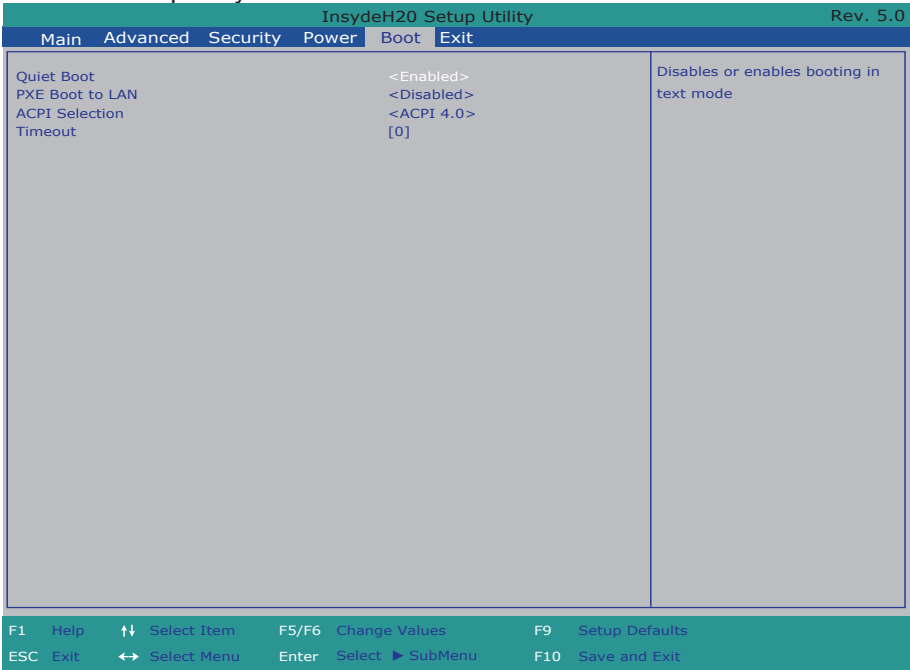 InsydeH20 Setup Utility Rev. 5.0
Main Advanced Security Power Boot Exit
Quiet Boot <Enabled>
PXE Boot to LAN <Disabled>
ACPI Selection <ACPI 4.0>
Timeout [0]
Disables or enables booting in
text mode
F1 Help ↑↓ Select Item F5/F6 Change Values F9 Setup Defaults
ESC Exit ←→ Select Menu Enter Select ► SubMenu F10 Save and Exit